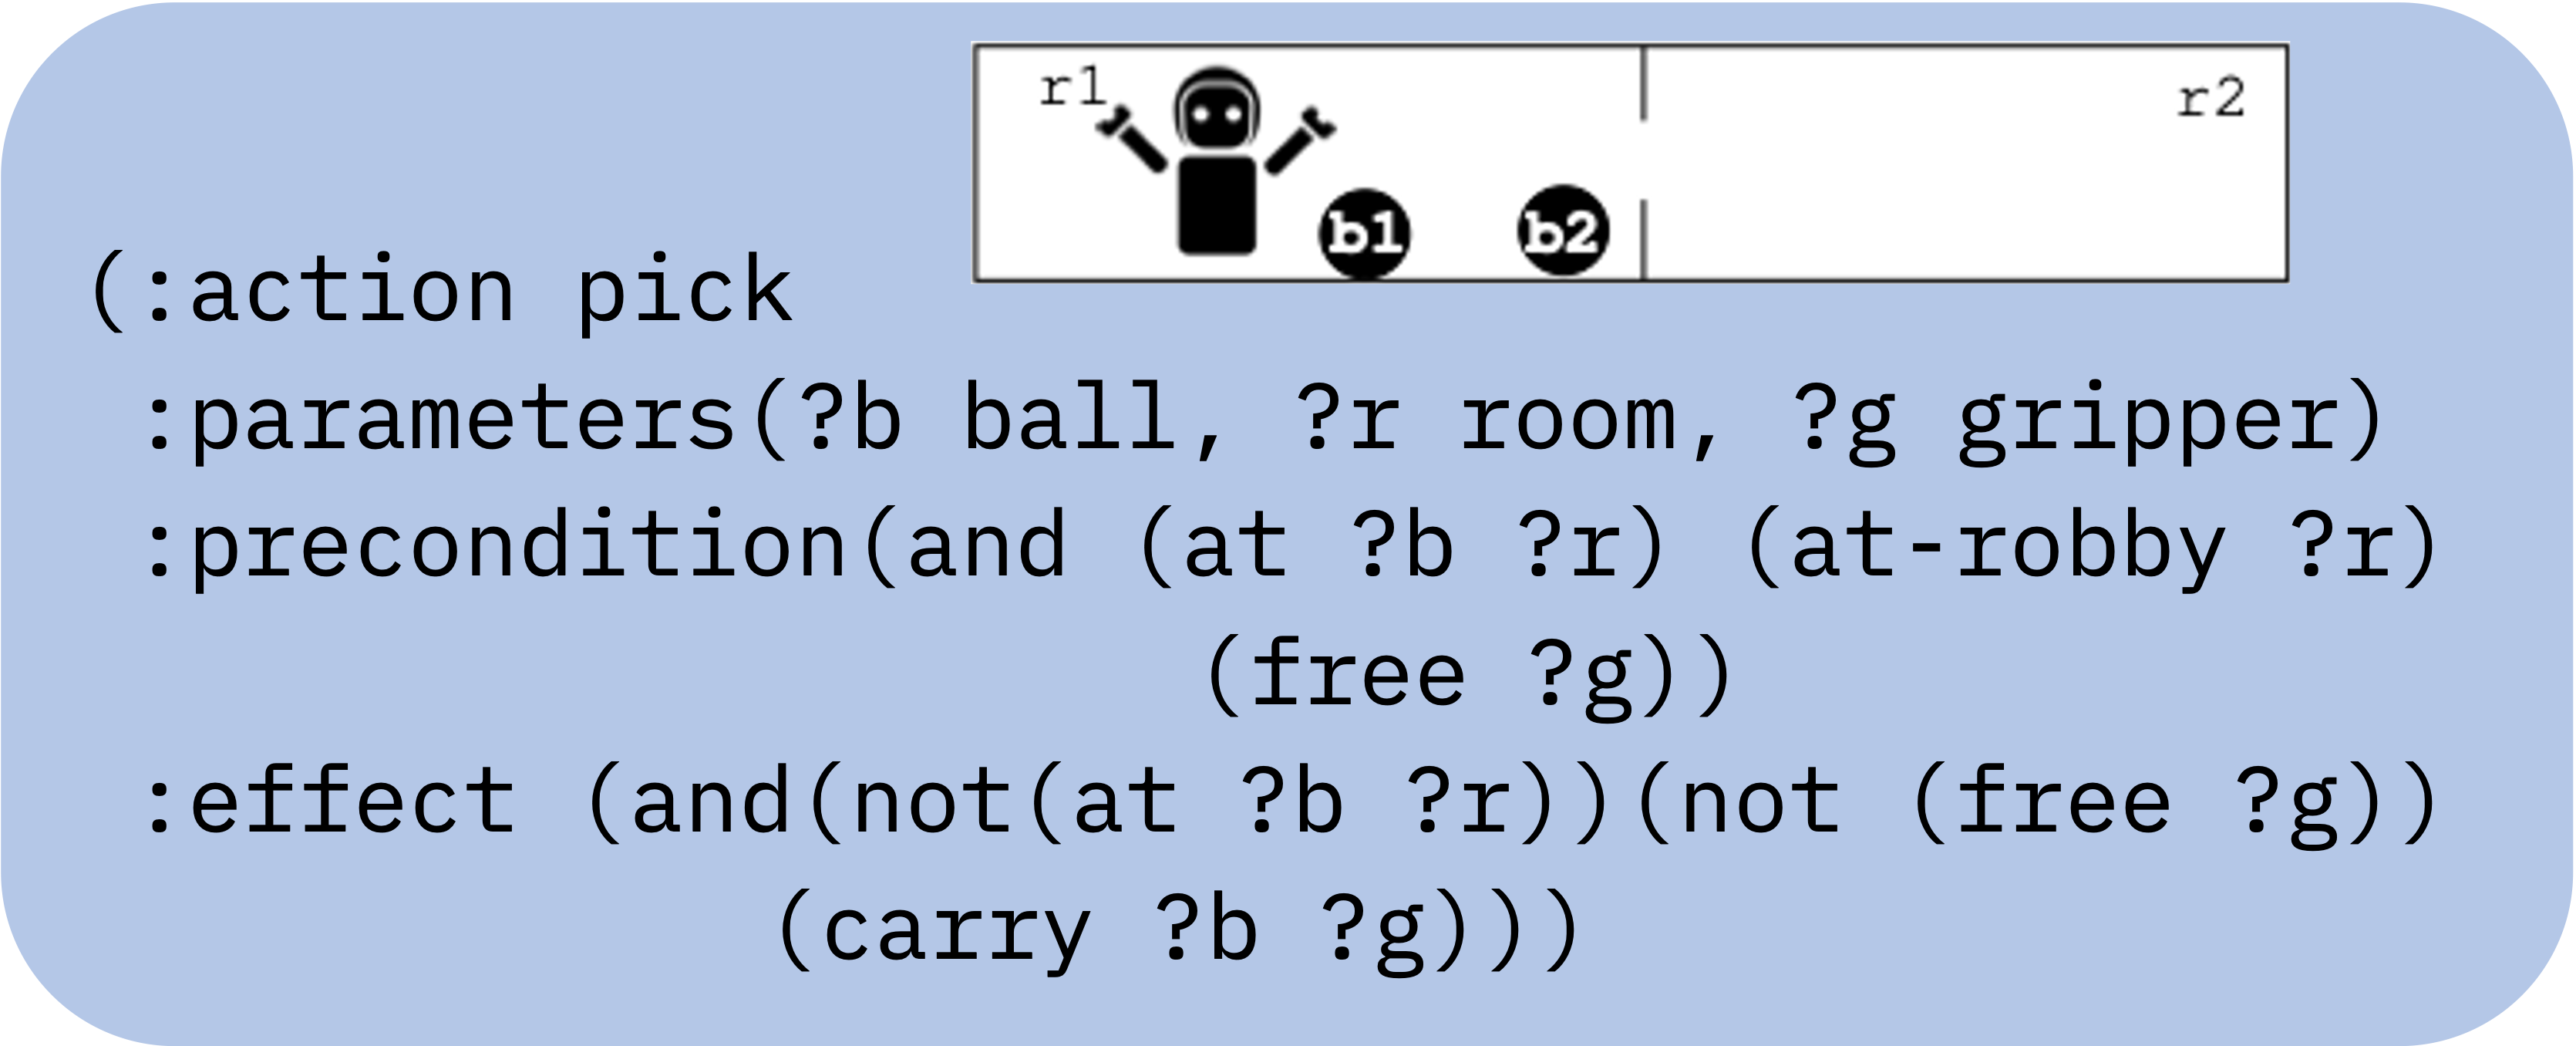 r1
r2
b1
b2
(:action pick
:parameters(?b ball, ?r room, ?g gripper)
:precondition(and (at ?b ?r) (at-robby ?r)
(free ?g))
:effect (and(not(at ?b ?r))(not (free ?g))
(carry ?b ?g)))